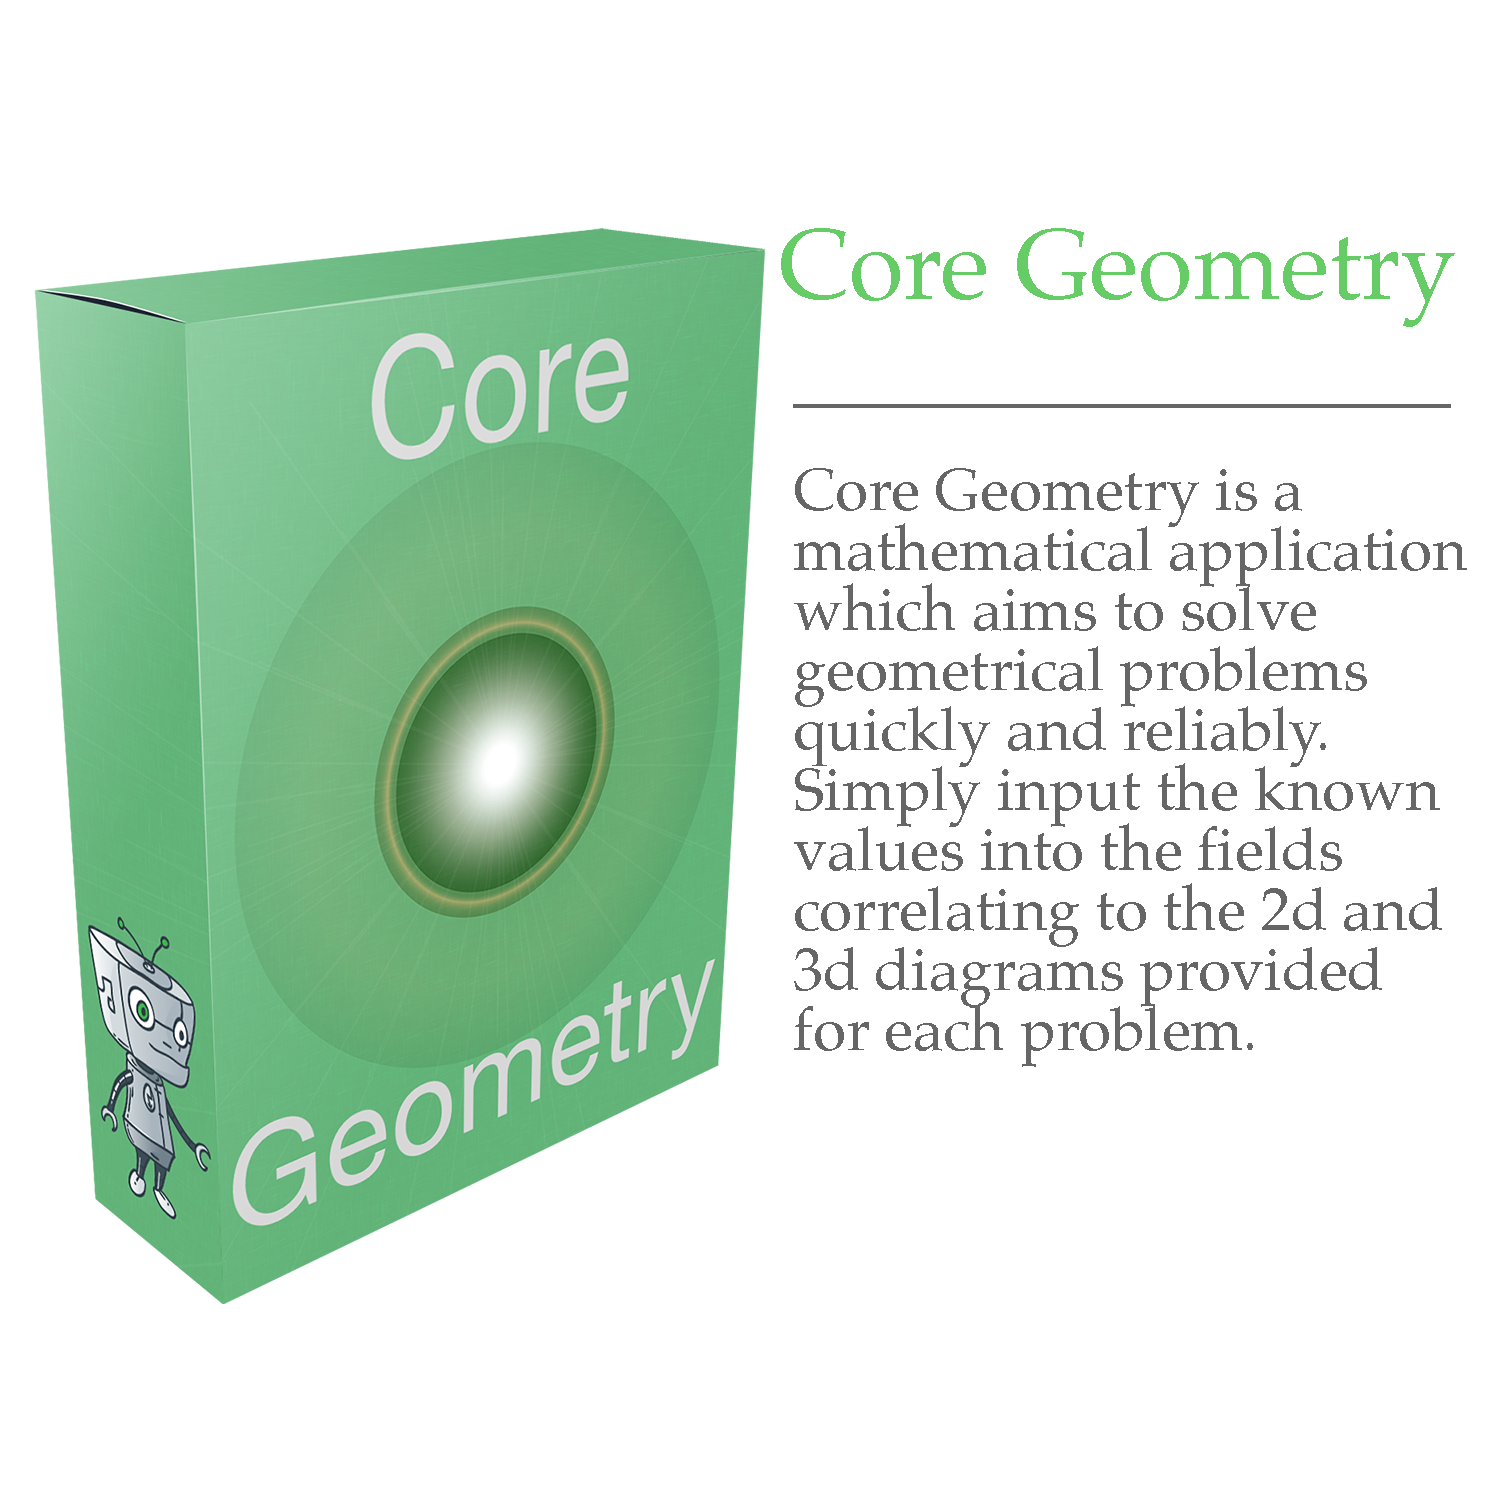 Core
Geometry
Core Geometry
Core Geometry is a
mathematical application
which aims to solve
geometrical problems
quickly and reliably.
Simply input the known
values into the fields
correlating to the 2d and
3d diagrams provided
for each problem.